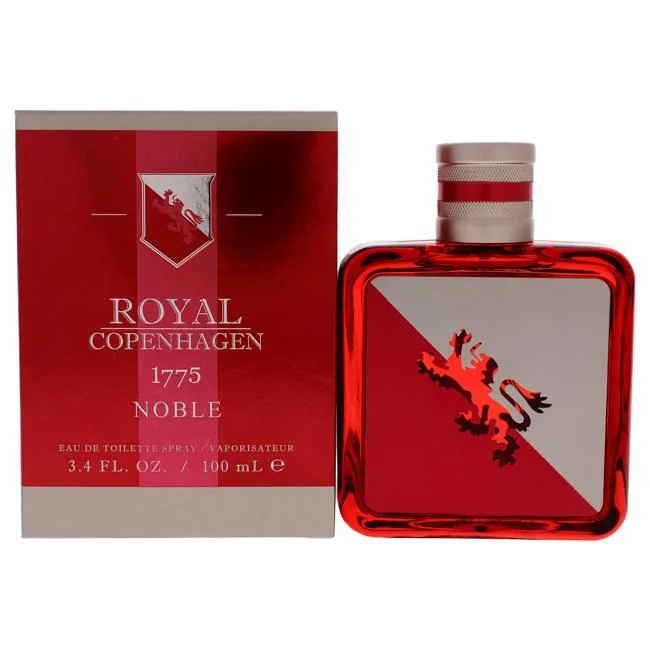 ROYAL
COPENHAGEN
1775
NOBLE
EAU DE TOILETTE SPRAY / VAPORISATEUR
3.4 FL. OZ. / 100 mL ℮